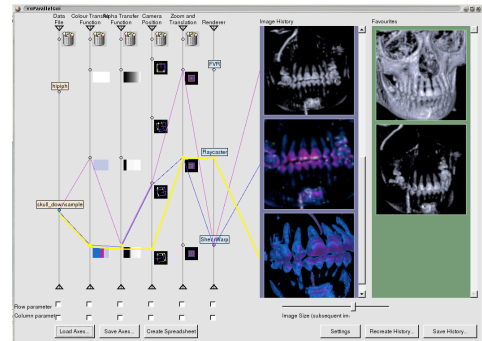 Data File
Colour Transfer Function
Alpha Transfer Function
Camera Position
Zoom and Translation
Renderer
Image History
Favourites
hipiph
FVR
Raycaster
skull_downsample
ShearWarp
Row parameter
Column parameter
Image Size (subsequent im
Load Axes...
Save Axes...
Create Spreadsheet
Settings
Recreate History...
Save History...